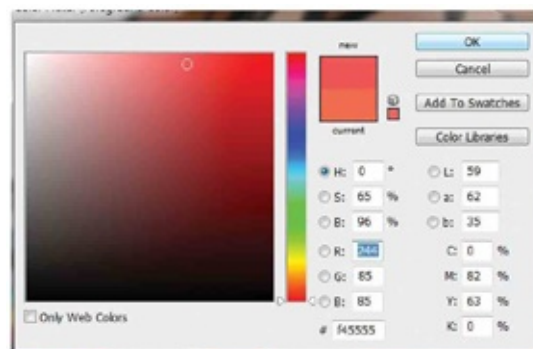 new
OK
Cancel
Add To Swatches
current
Color Libraries
H: 0 °
L: 59
S: 65 %
a: 62
B: 96 %
b: 35
R: 244
C: 0 %
G: 85
M: 82 %
B: 85
Y: 63 %
Only Web Colors
# f45555
K: 0 %